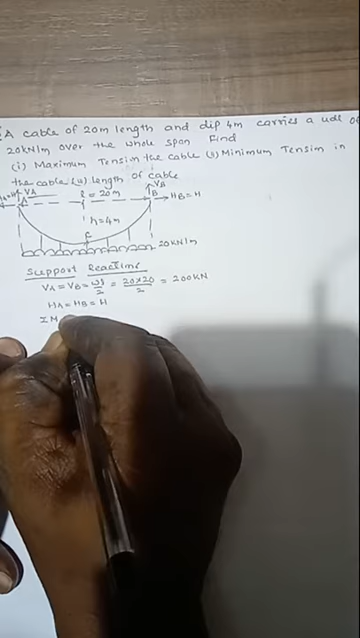 A cable of 20m length and dip 4m carries a udl of
20kN/m over the whole span Find
(i) Maximum Tension the cable (ii) Minimum Tension in
the cable (iii) length of cable
VA l = 20m VB
A B HB = H
h = 4m
C
20kN/m
Support Reactions
VA = VB = wl/2 = 20×20/2 = 200KN
HA = HB = H
ΣM